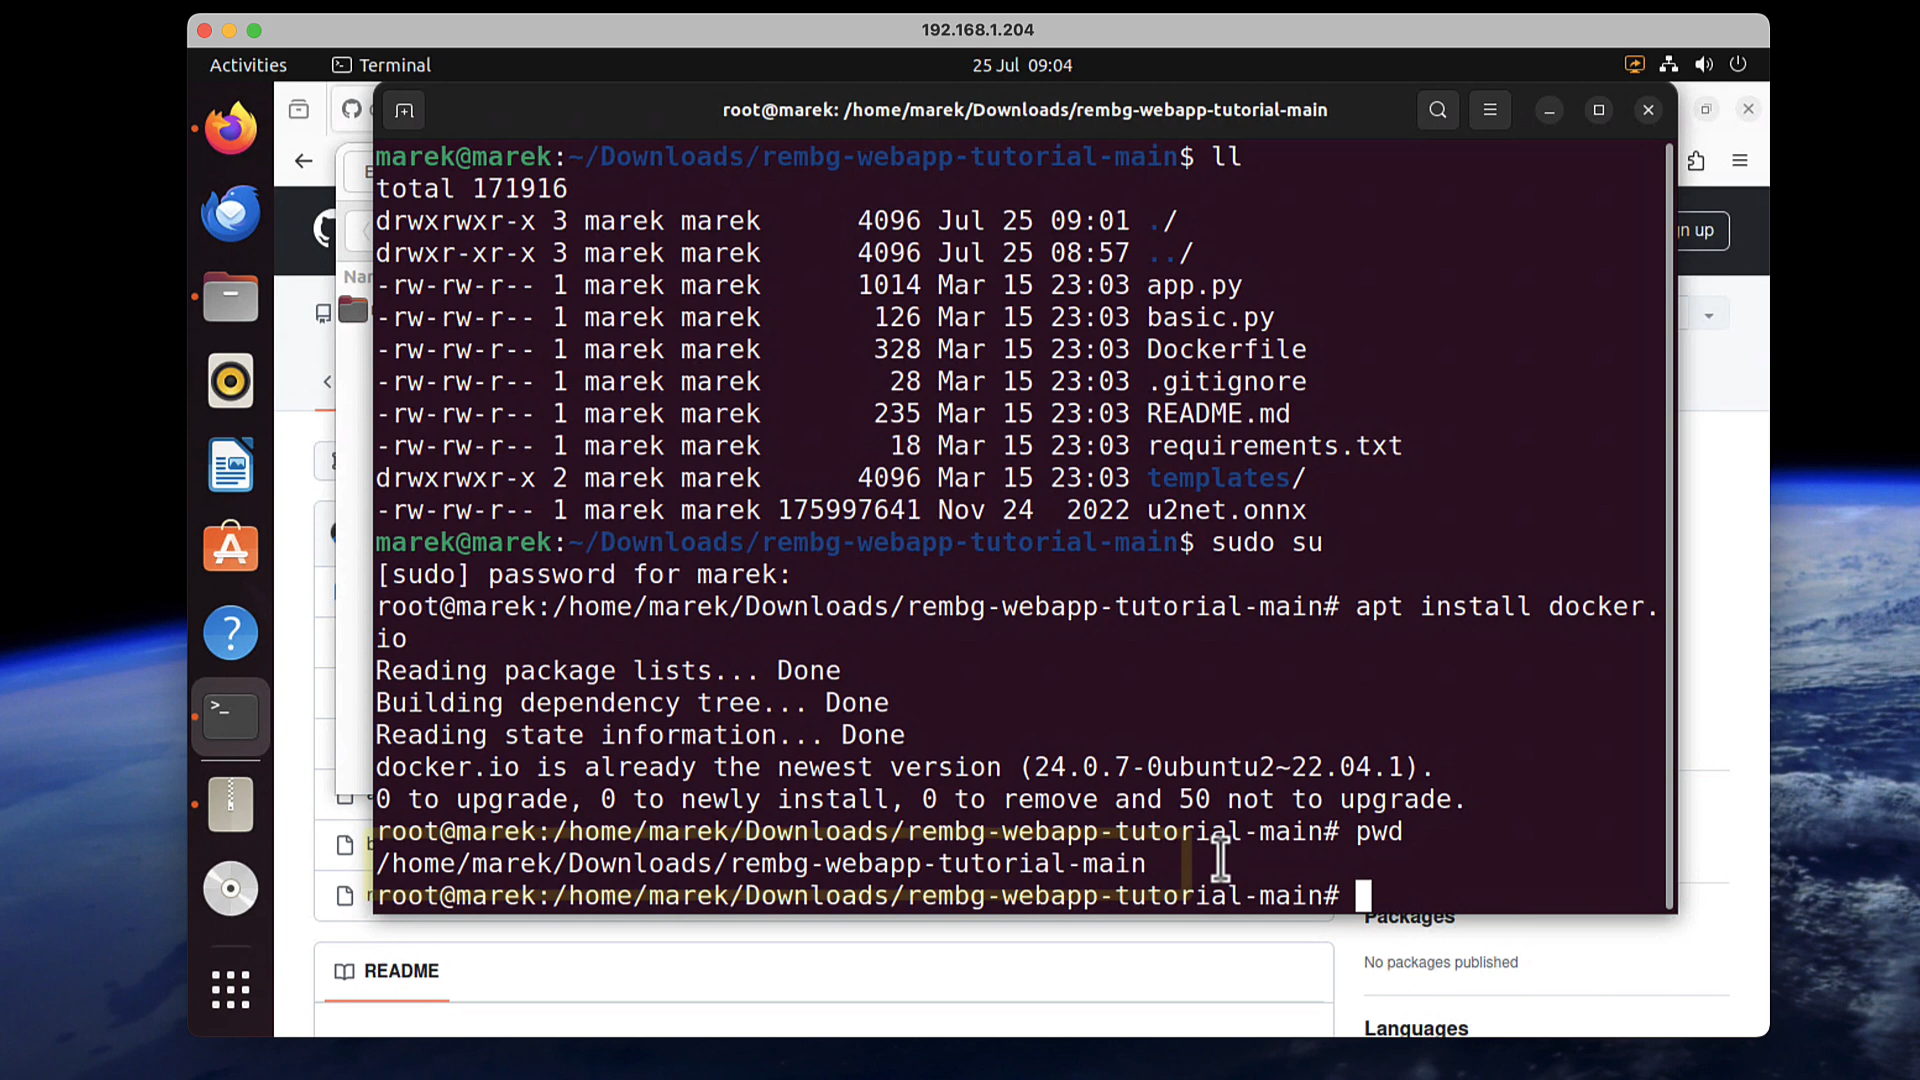 192.168.1.204
Activities
Terminal
25 Jul 09:04
root@marek: /home/marek/Downloads/rembg-webapp-tutorial-main
marek@marek:~/Downloads/rembg-webapp-tutorial-main$ ll
total 171916
drwxrwxr-x 3 marek marek 4096 Jul 25 09:01 ./
drwxr-xr-x 3 marek marek 4096 Jul 25 08:57 ../
-rw-rw-r-- 1 marek marek 1014 Mar 15 23:03 app.py
-rw-rw-r-- 1 marek marek 126 Mar 15 23:03 basic.py
-rw-rw-r-- 1 marek marek 328 Mar 15 23:03 Dockerfile
-rw-rw-r-- 1 marek marek 28 Mar 15 23:03 .gitignore
-rw-rw-r-- 1 marek marek 235 Mar 15 23:03 README.md
-rw-rw-r-- 1 marek marek 18 Mar 15 23:03 requirements.txt
drwxrwxr-x 2 marek marek 4096 Mar 15 23:03 templates/
-rw-rw-r-- 1 marek marek 175997641 Nov 24 2022 u2net.onnx
marek@marek:~/Downloads/rembg-webapp-tutorial-main$ sudo su
[sudo] password for marek:
root@marek:/home/marek/Downloads/rembg-webapp-tutorial-main# apt install docker.
io
Reading package lists... Done
Building dependency tree... Done
Reading state information... Done
docker.io is already the newest version (24.0.7-0ubuntu2~22.04.1).
0 to upgrade, 0 to newly install, 0 to remove and 50 not to upgrade.
root@marek:/home/marek/Downloads/rembg-webapp-tutorial-main# pwd
/home/marek/Downloads/rembg-webapp-tutorial-main
root@marek:/home/marek/Downloads/rembg-webapp-tutorial-main#
up
Packages
No packages published
README
Languages